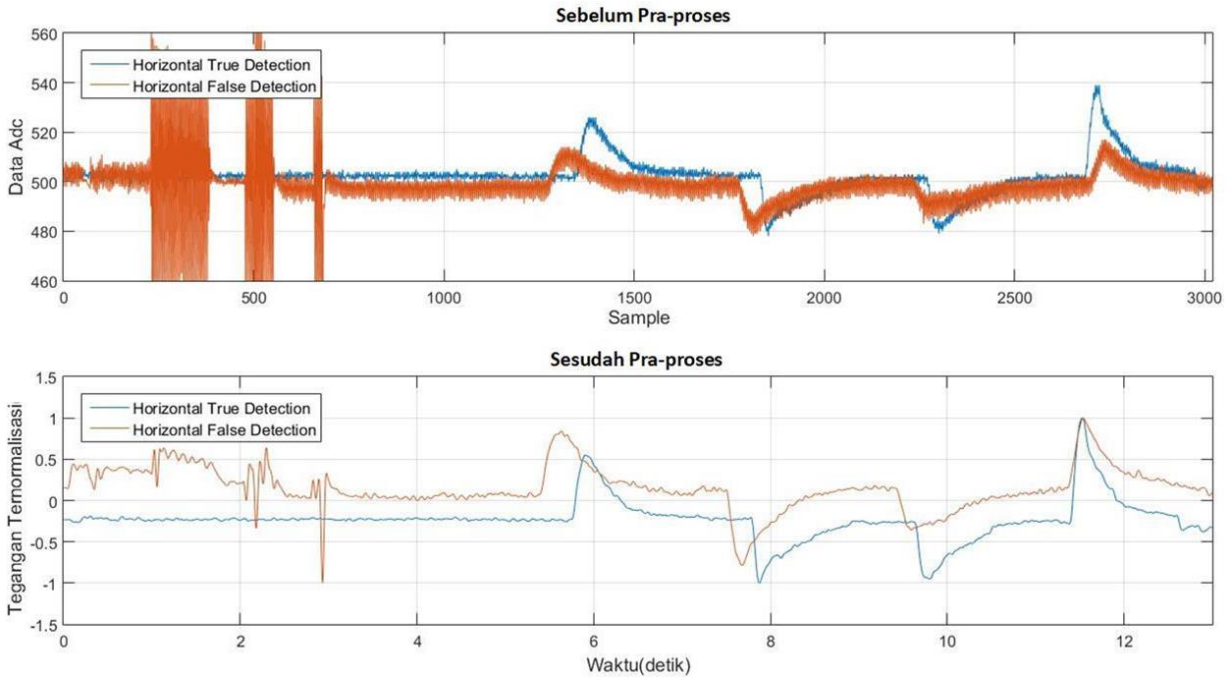 Sebelum Pra-proses
560
540
520
500
480
460
Data Adc
Horizontal True Detection
Horizontal False Detection
0
500
1000
1500
2000
2500
3000
Sample
Sesudah Pra-proses
1.5
1
0.5
0
-0.5
-1
-1.5
Tegangan Ternormalisasi
Horizontal True Detection
Horizontal False Detection
0
2
4
6
8
10
12
Waktu(detik)